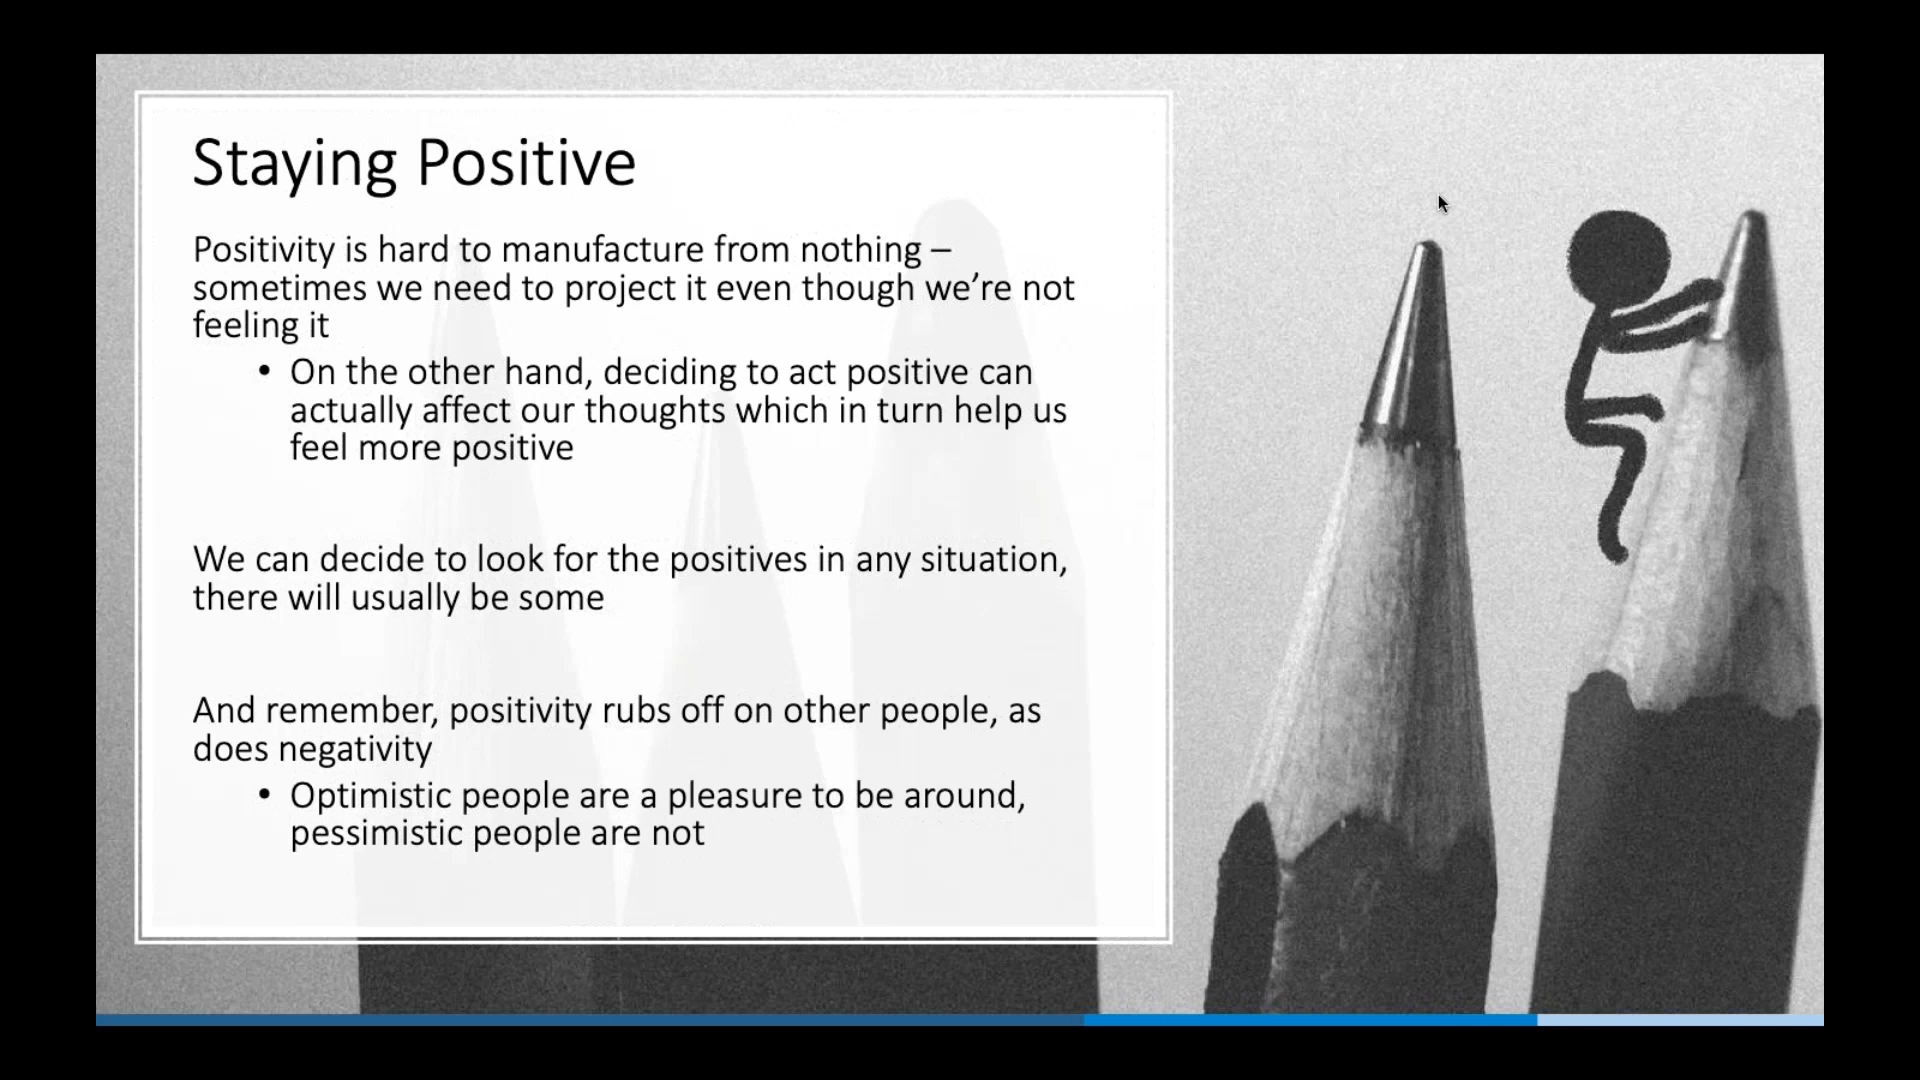 Staying Positive
Positivity is hard to manufacture from nothing –
sometimes we need to project it even though we’re not
feeling it
• On the other hand, deciding to act positive can
actually affect our thoughts which in turn help us
feel more positive
We can decide to look for the positives in any situation,
there will usually be some
And remember, positivity rubs off on other people, as
does negativity
• Optimistic people are a pleasure to be around,
pessimistic people are not